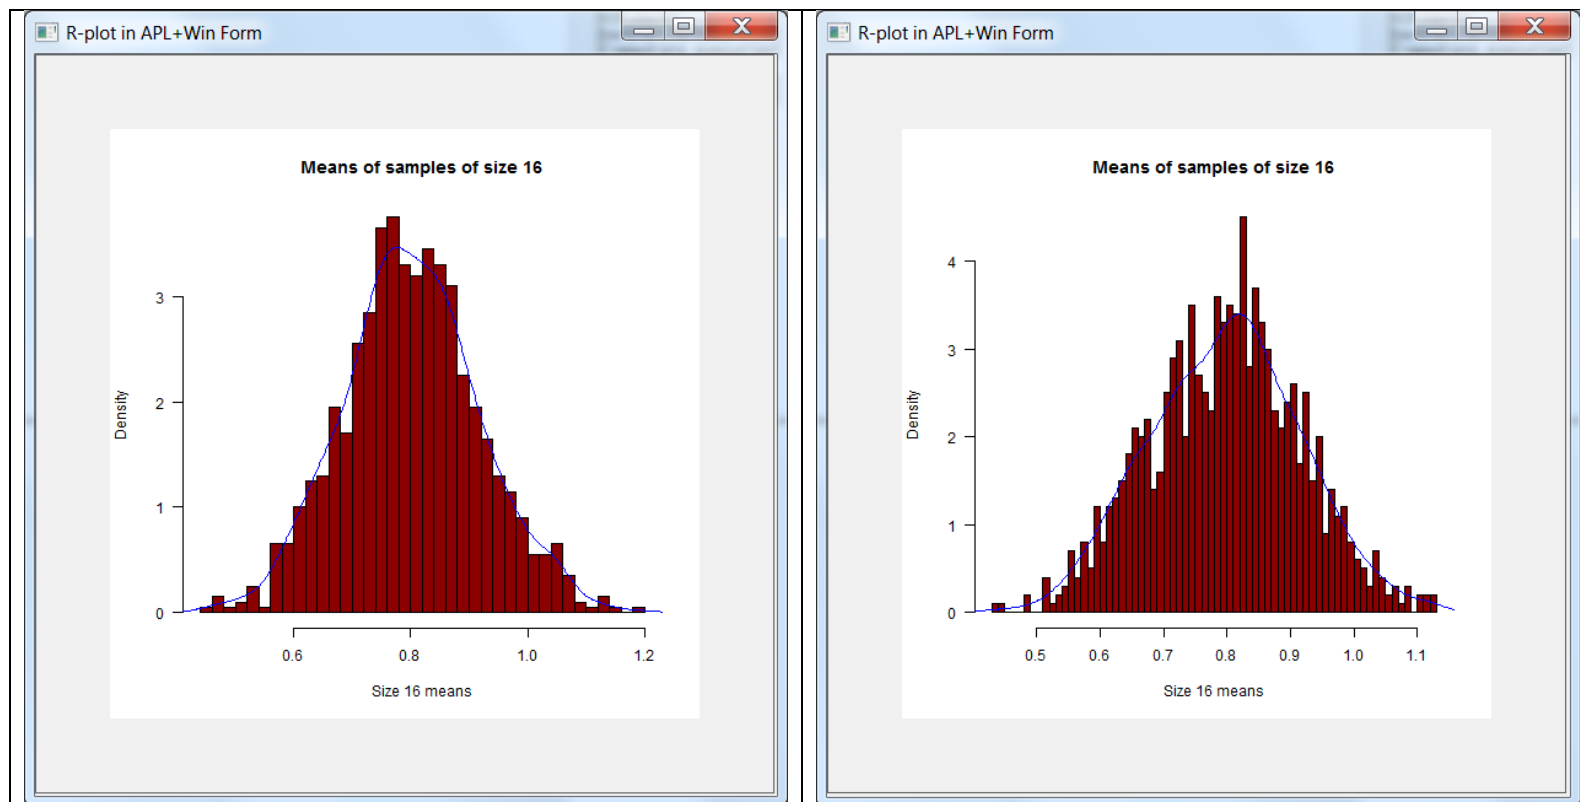 R-plot in APL+Win Form
Means of samples of size 16
3
2
1
0
Density
0.6 0.8 1.0 1.2
Size 16 means
R-plot in APL+Win Form
Means of samples of size 16
4
3
2
1
0
Density
0.5 0.6 0.7 0.8 0.9 1.0 1.1
Size 16 means